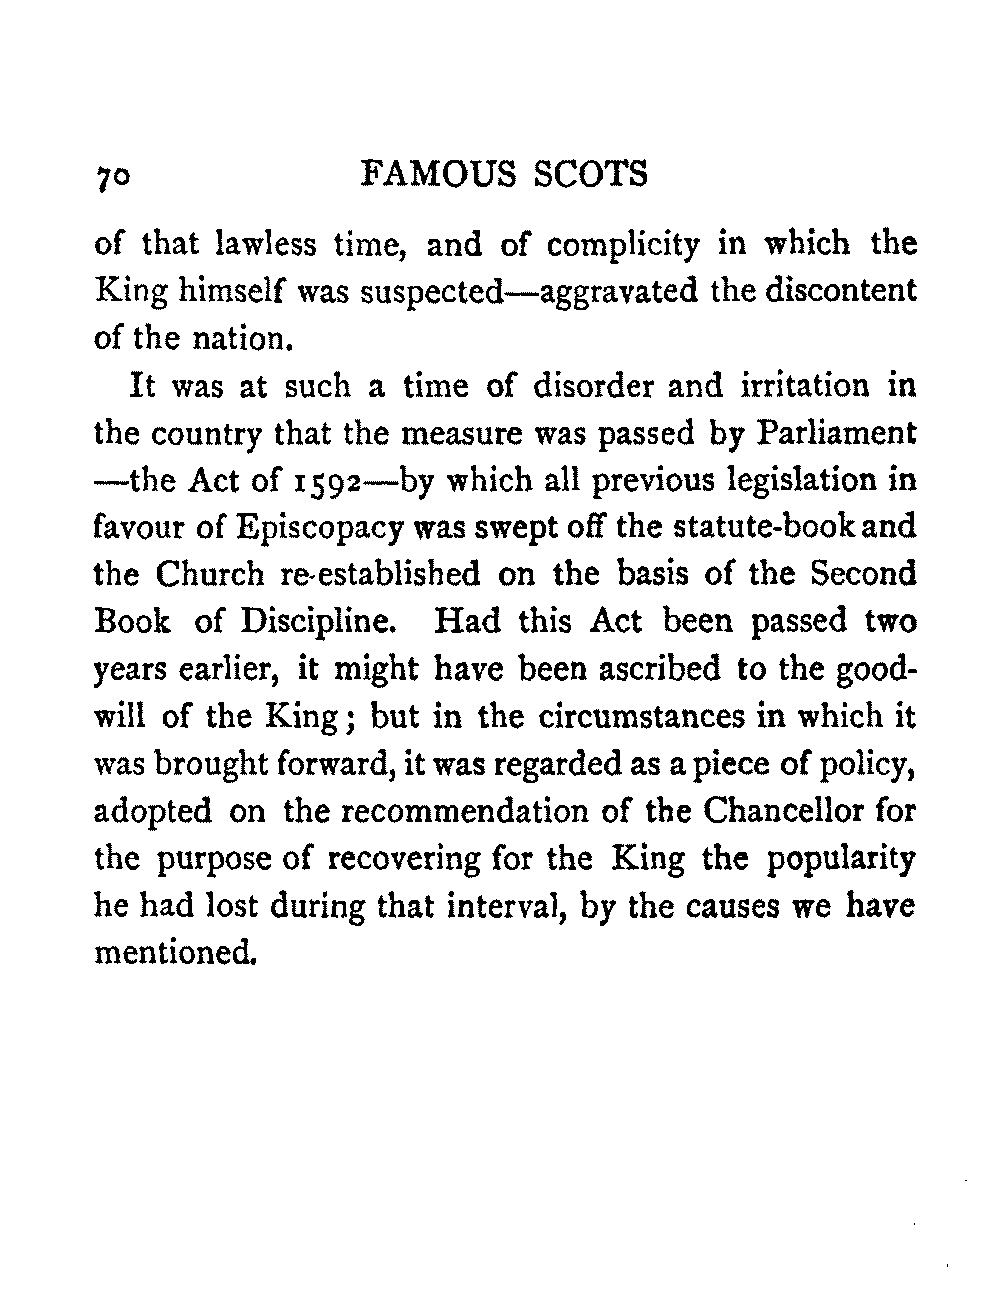 70 FAMOUS SCOTS
of that lawless time, and of complicity in which the
King himself was suspected—aggravated the discontent
of the nation.
It was at such a time of disorder and irritation in
the country that the measure was passed by Parliament
—the Act of 1592—by which all previous legislation in
favour of Episcopacy was swept off the statute-book and
the Church re-established on the basis of the Second
Book of Discipline. Had this Act been passed two
years earlier, it might have been ascribed to the good-
will of the King; but in the circumstances in which it
was brought forward, it was regarded as a piece of policy,
adopted on the recommendation of the Chancellor for
the purpose of recovering for the King the popularity
he had lost during that interval, by the causes we have
mentioned.